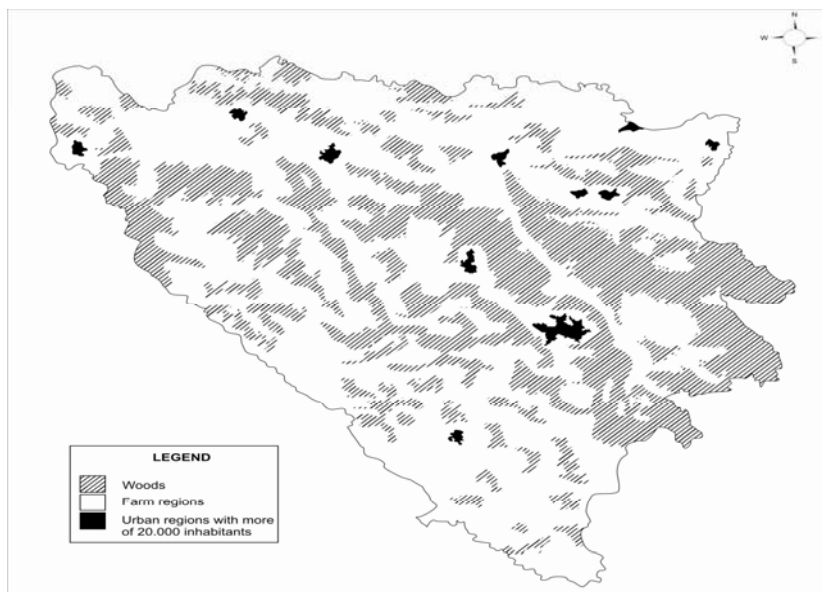 N
W
S
LEGEND
Woods
Farm regions
Urban regions with more
of 20.000 inhabitants